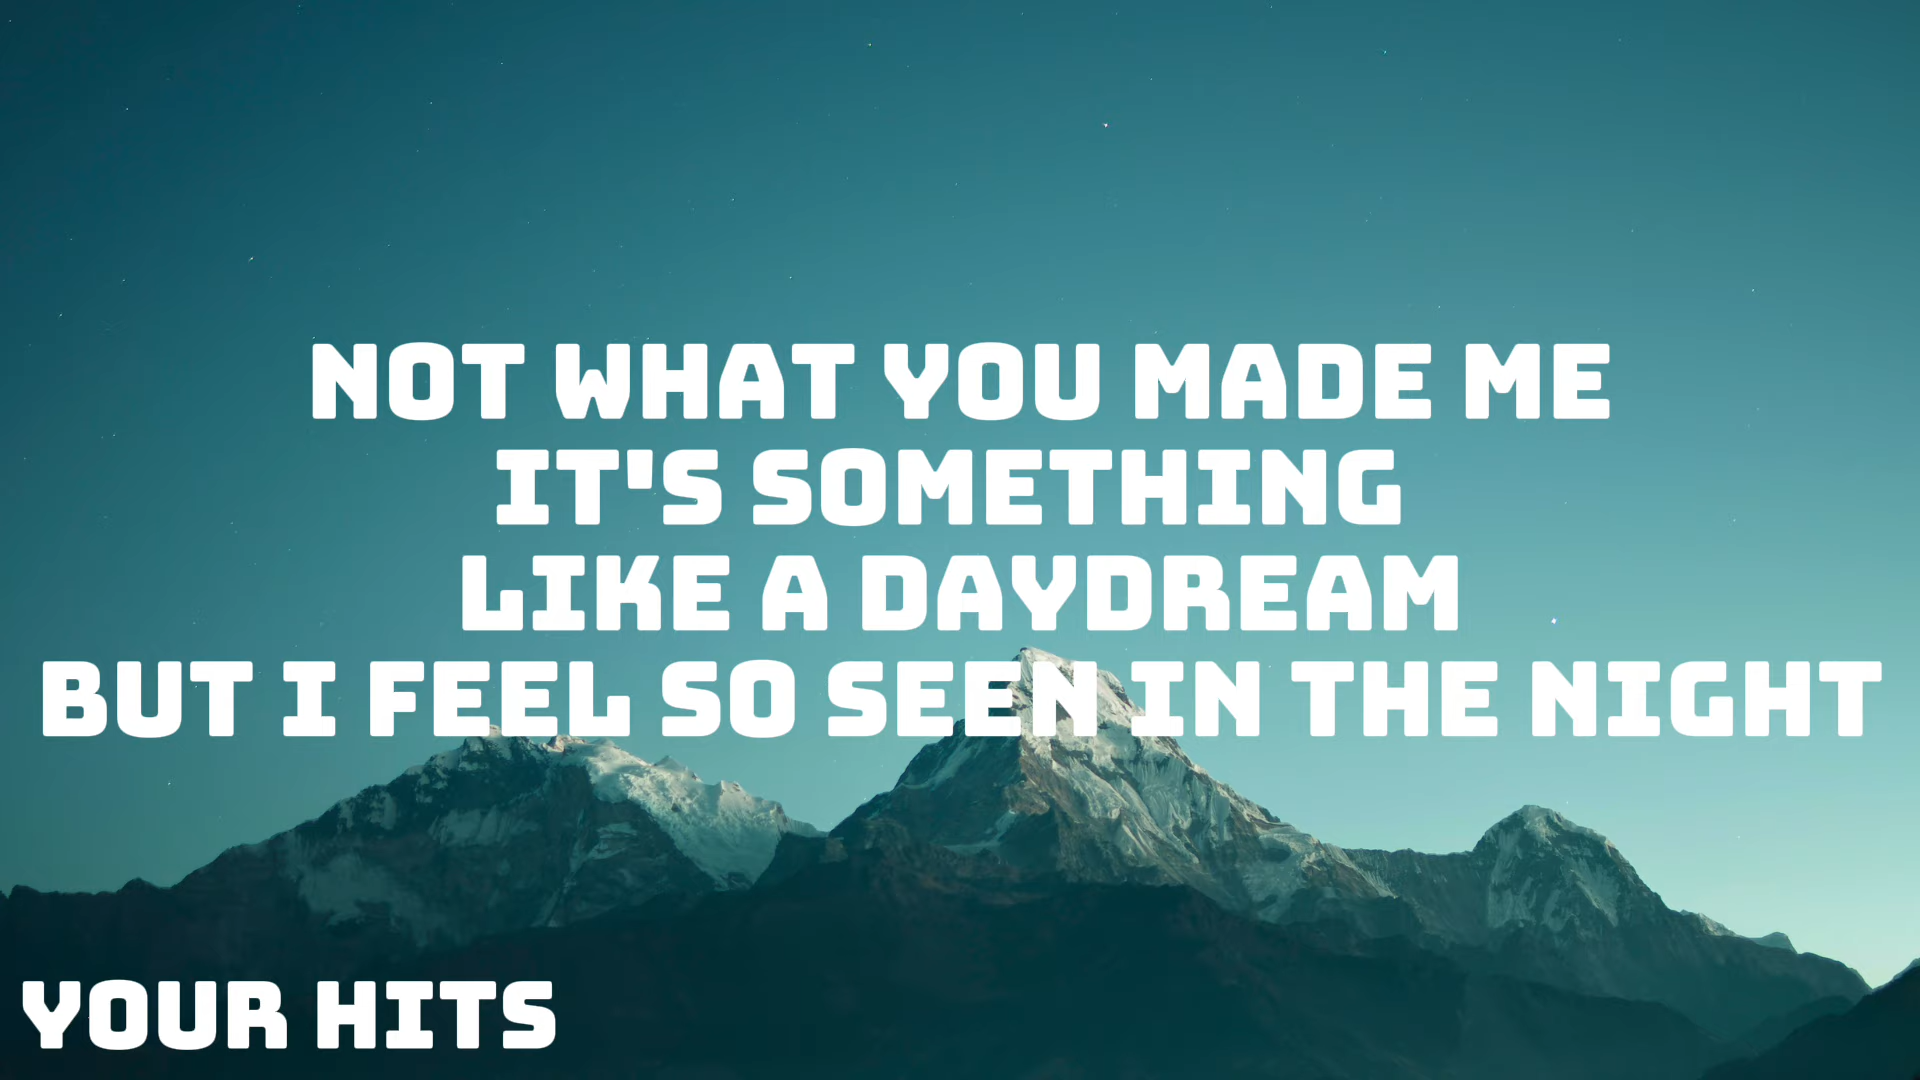 NOT WHAT YOU MADE ME
IT'S SOMETHING
LIKE A DAYDREAM
BUT I FEEL SO SEEN IN THE NIGHT
YOUR HITS